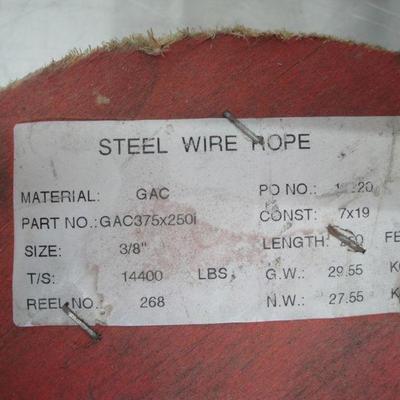 STEEL WIRE ROPE
MATERIAL: GAC PO NO.:
PART NO.:GAC375x250I CONST: 7x19
SIZE: 3/8" LENGTH: FE
T/S: 14400 LBS, G.W.: 29.55
REEL NO. 268 N.W.: 27.55